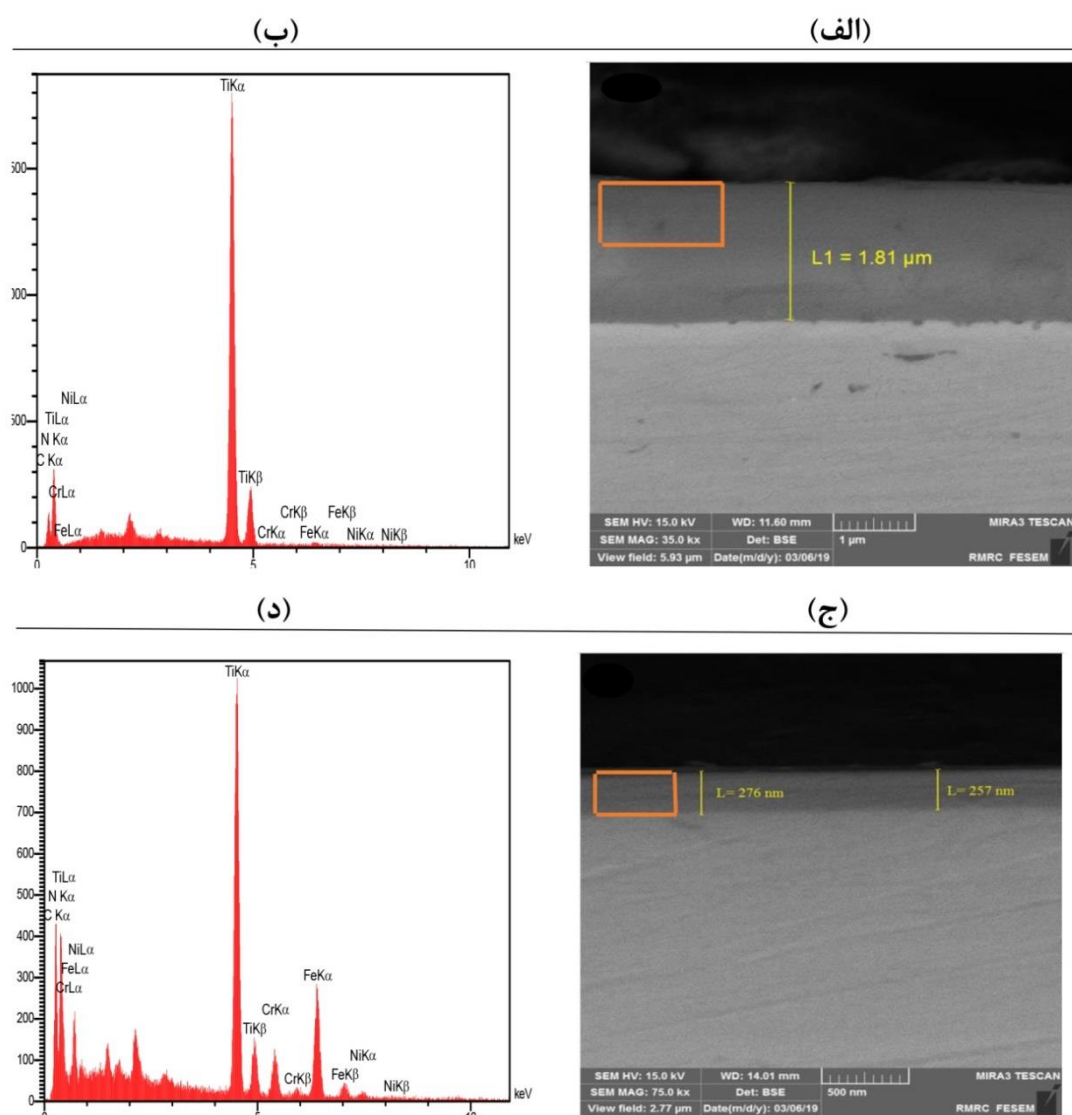 (الف)
L1 = 1.81 µm
SEM HV: 15.0 kV
WD: 11.60 mm
MIRA3 TESCAN
SEM MAG: 35.0 kx
Det: BSE
1 µm
View field: 5.93 µm
Date(m/d/y): 03/06/19
RMRC FESEM
(ب)
TiKα
500
000
NiLα
TiLα
500
N Kα
C Kα
TiKβ
CrLα
CrKβ
FeKβ
FeLα
CrKα
FeKα
NiKα
NiKβ
0
keV
0
5
10
(ج)
L= 276 nm
L= 257 nm
SEM HV: 15.0 kV
WD: 14.01 mm
MIRA3 TESCAN
SEM MAG: 75.0 kx
Det: BSE
500 nm
View field: 2.77 µm
Date(m/d/y): 03/06/19
RMRC FESEM
(د)
TiKα
1000
900
800
700
600
500
TiLα
N Kα
C Kα
400
NiLα
300
FeLα
FeKα
CrLα
CrKα
200
TiKβ
NiKα
100
CrKβ
FeKβ
NiKβ
0
keV
0
5
10